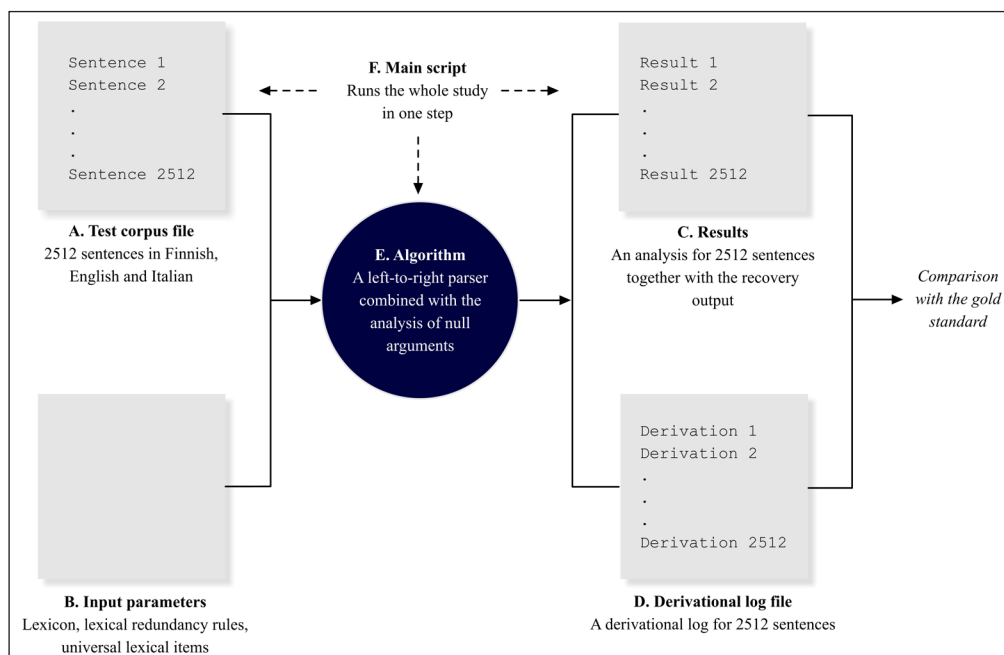 Sentence 1
Sentence 2
.
.
.
Sentence 2512
A. Test corpus file
2512 sentences in Finnish,
English and Italian
F. Main script
Runs the whole study
in one step
Result 1
Result 2
.
.
.
Result 2512
C. Results
An analysis for 2512 sentences
together with the recovery
output
E. Algorithm
A left-to-right parser
combined with the
analysis of null
arguments
Comparison
with the gold
standard
B. Input parameters
Lexicon, lexical redundancy rules,
universal lexical items
Derivation 1
Derivation 2
.
.
.
Derivation 2512
D. Derivational log file
A derivational log for 2512 sentences